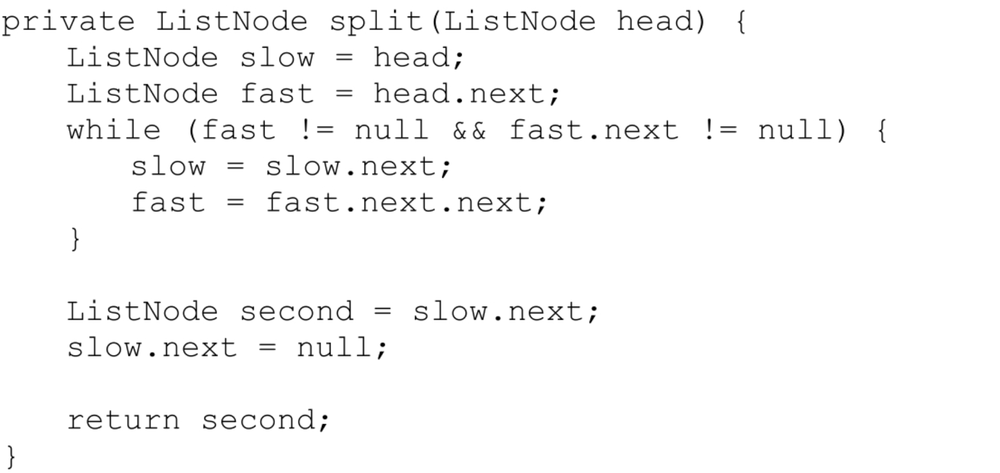 private ListNode split(ListNode head) {
    ListNode slow = head;
    ListNode fast = head.next;
    while (fast != null && fast.next != null) {
        slow = slow.next;
        fast = fast.next.next;
    }
    ListNode second = slow.next;
    slow.next = null;
    return second;
}